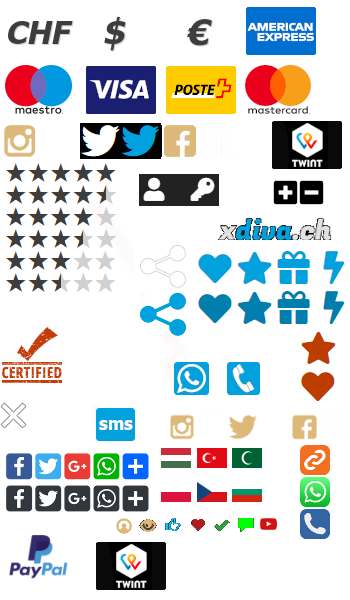 CHF $ €
AMERICAN EXPRESS
maestro
VISA
POSTE
mastercard.
TWINT
xdiva.ch
CERTIFIED
sms
G+
PayPal
TWINT